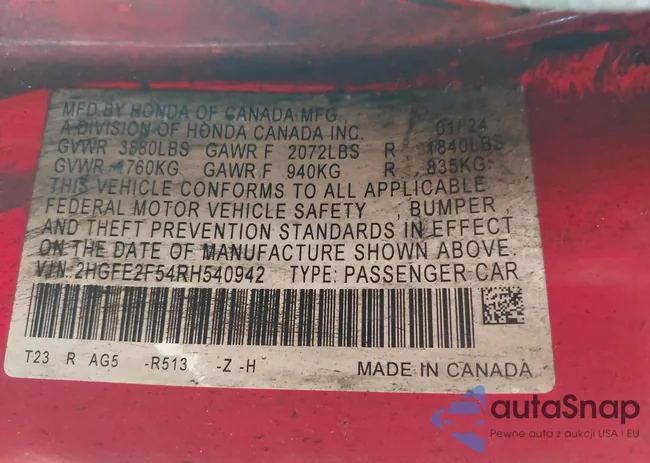 MFD.BY HONDA OF CANADA MFG.,
A DIVISION OF HONDA CANADA INC. 01/24
GVWR 3880LBS GAWR F 2072LBS R 1840LBS
GVWR 1760KG GAWR F 940KG R 835KG
THIS VEHICLE CONFORMS TO ALL APPLICABLE
FEDERAL MOTOR VEHICLE SAFETY , BUMPER
AND THEFT PREVENTION STANDARDS IN EFFECT
ON THE DATE OF MANUFACTURE SHOWN ABOVE.
VIN 2HGFE2F54RH540942 TYPE: PASSENGER CAR
T23 R AG5 -R513 -Z -H MADE IN CANADA
autaSnap
Pewne auta z aukcji USA i EU